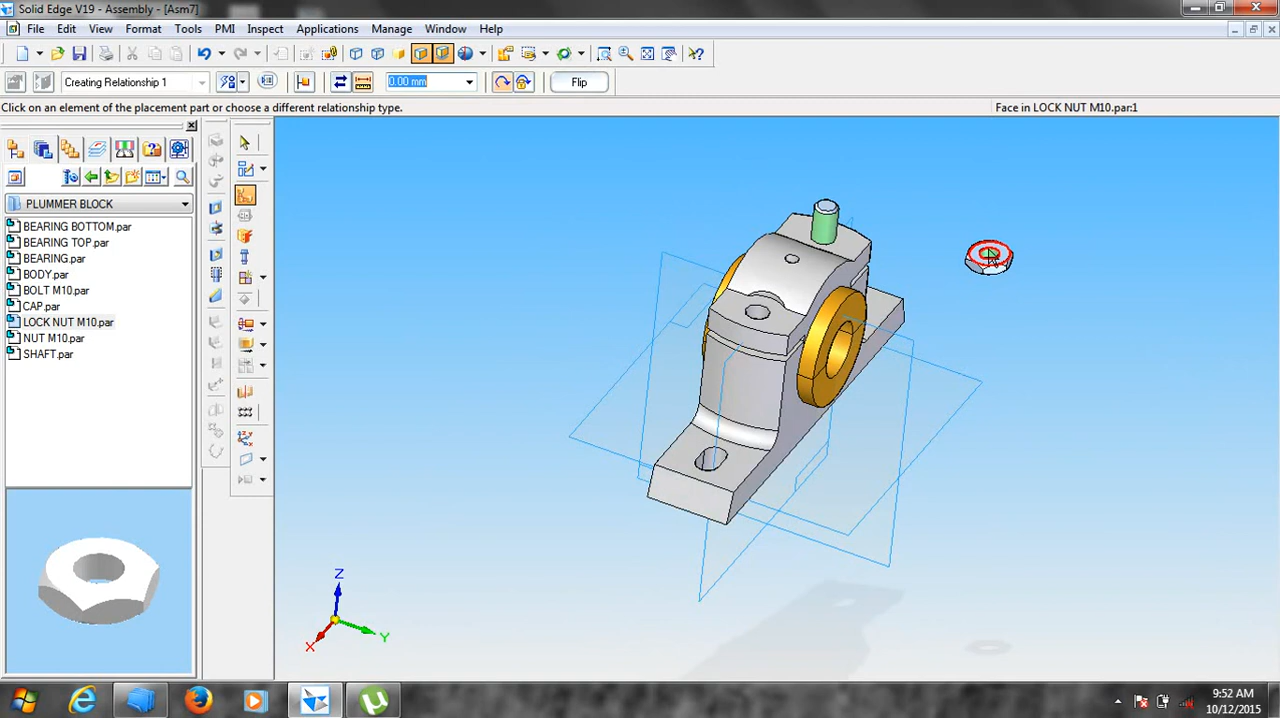 Solid Edge V19 - Assembly - [Asm7]
File Edit View Format Tools PMI Inspect Applications Manage Window Help
Creating Relationship 1 0.00 mm Flip
Click on an element of the placement part or choose a different relationship type. Face in LOCK NUT M10.par:1
PLUMMER BLOCK
BEARING BOTTOM.par
BEARING TOP.par
BEARING.par
BODY.par
BOLT M10.par
CAP.par
LOCK NUT M10.par
NUT M10.par
SHAFT.par
Z
Y
X
9:52 AM
10/12/2015